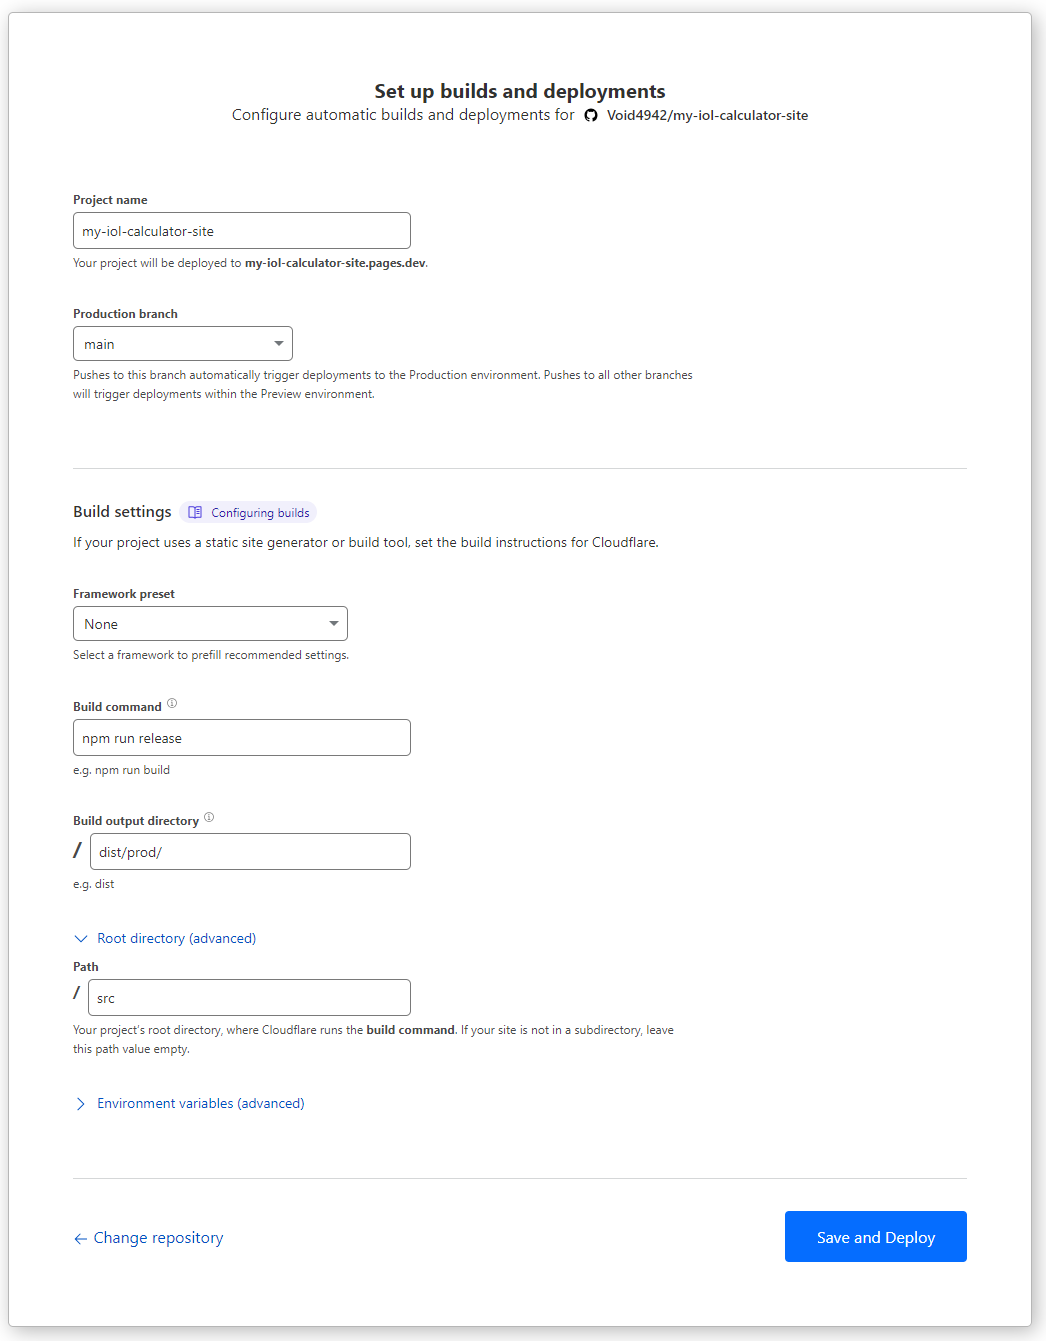 Set up builds and deployments
Configure automatic builds and deployments for Void4942/my-iol-calculator-site
Project name
my-iol-calculator-site
Your project will be deployed to my-iol-calculator-site.pages.dev.
Production branch
main
Pushes to this branch automatically trigger deployments to the Production environment. Pushes to all other branches
will trigger deployments within the Preview environment.
Build settings Configuring builds
If your project uses a static site generator or build tool, set the build instructions for Cloudflare.
Framework preset
None
Select a framework to prefill recommended settings.
Build command
npm run release
e.g. npm run build
Build output directory
/ dist/prod/
e.g. dist
Root directory (advanced)
Path
/ src
Your project's root directory, where Cloudflare runs the build command. If your site is not in a subdirectory, leave
this path value empty.
Environment variables (advanced)
← Change repository
Save and Deploy